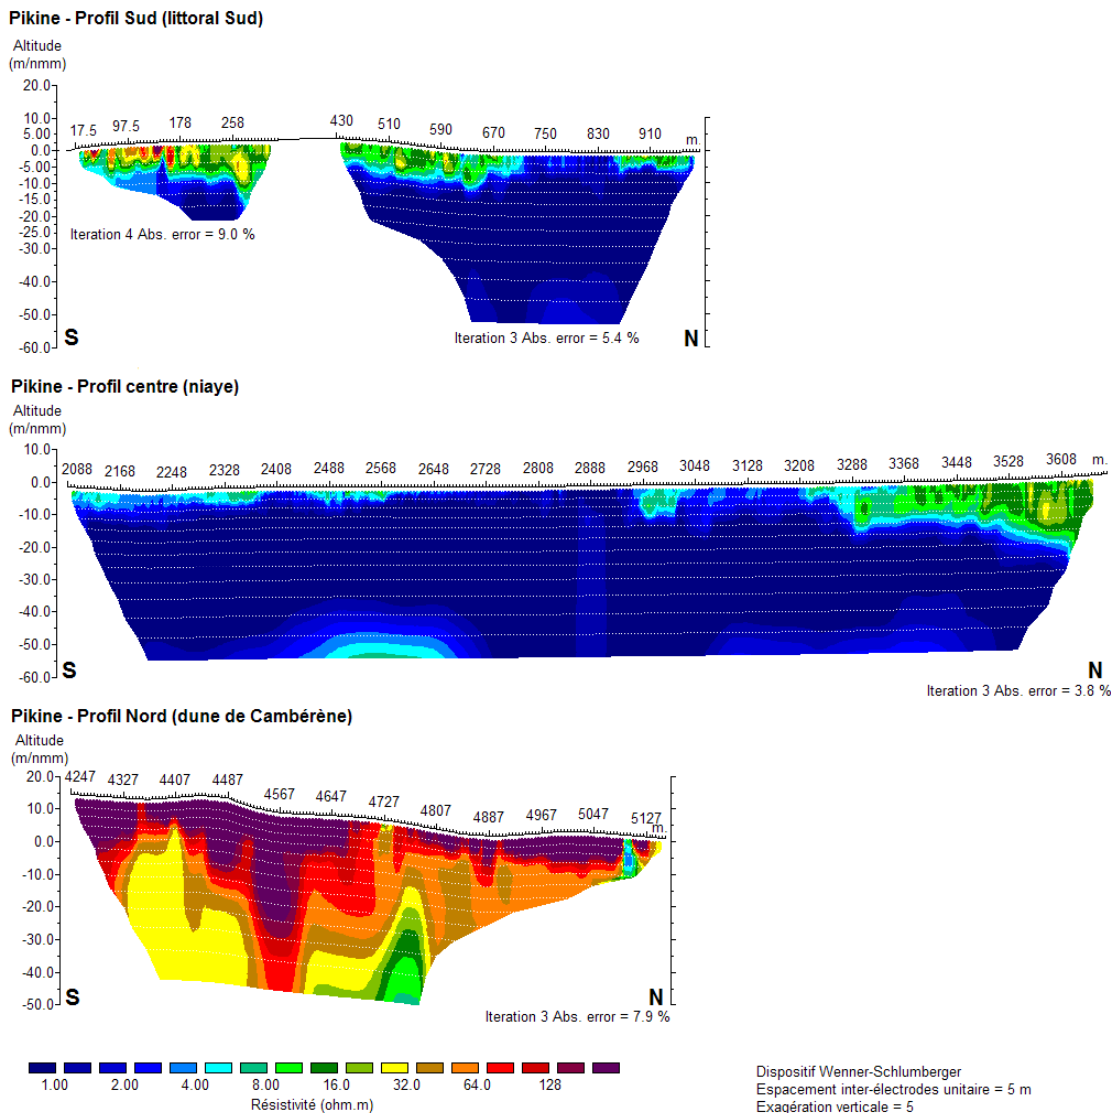 Pikine - Profil Sud (littoral Sud)
Altitude
(m/nmm)
20.0
10.0
5.00
0.0
-5.00
-10.0
-15.0
-20.0
-25.0
-30.0
-40.0
-50.0
-60.0
17.5 97.5 178 258 430 510 590 670 750 830 910 m.
Iteration 4 Abs. error = 9.0 %
S
Iteration 3 Abs. error = 5.4 %
N
Pikine - Profil centre (niaye)
Altitude
(m/nmm)
10.0
0.0
-10.0
-20.0
-30.0
-40.0
-50.0
-60.0
2088 2168 2248 2328 2408 2488 2568 2648 2728 2808 2888 2968 3048 3128 3208 3288 3368 3448 3528 3608 m.
S
N
Iteration 3 Abs. error = 3.8 %
Pikine - Profil Nord (dune de Cambérène)
Altitude
(m/nmm)
20.0
10.0
0.0
-10.0
-20.0
-30.0
-40.0
-50.0
4247 4327 4407 4487 4567 4647 4727 4807 4887 4967 5047 5127 m.
S
N
Iteration 3 Abs. error = 7.9 %
1.00 2.00 4.00 8.00 16.0 32.0 64.0 128
Résistivité (ohm.m)
Dispositif Wenner-Schlumberger
Espacement inter-électrodes unitaire = 5 m
Exagération verticale = 5